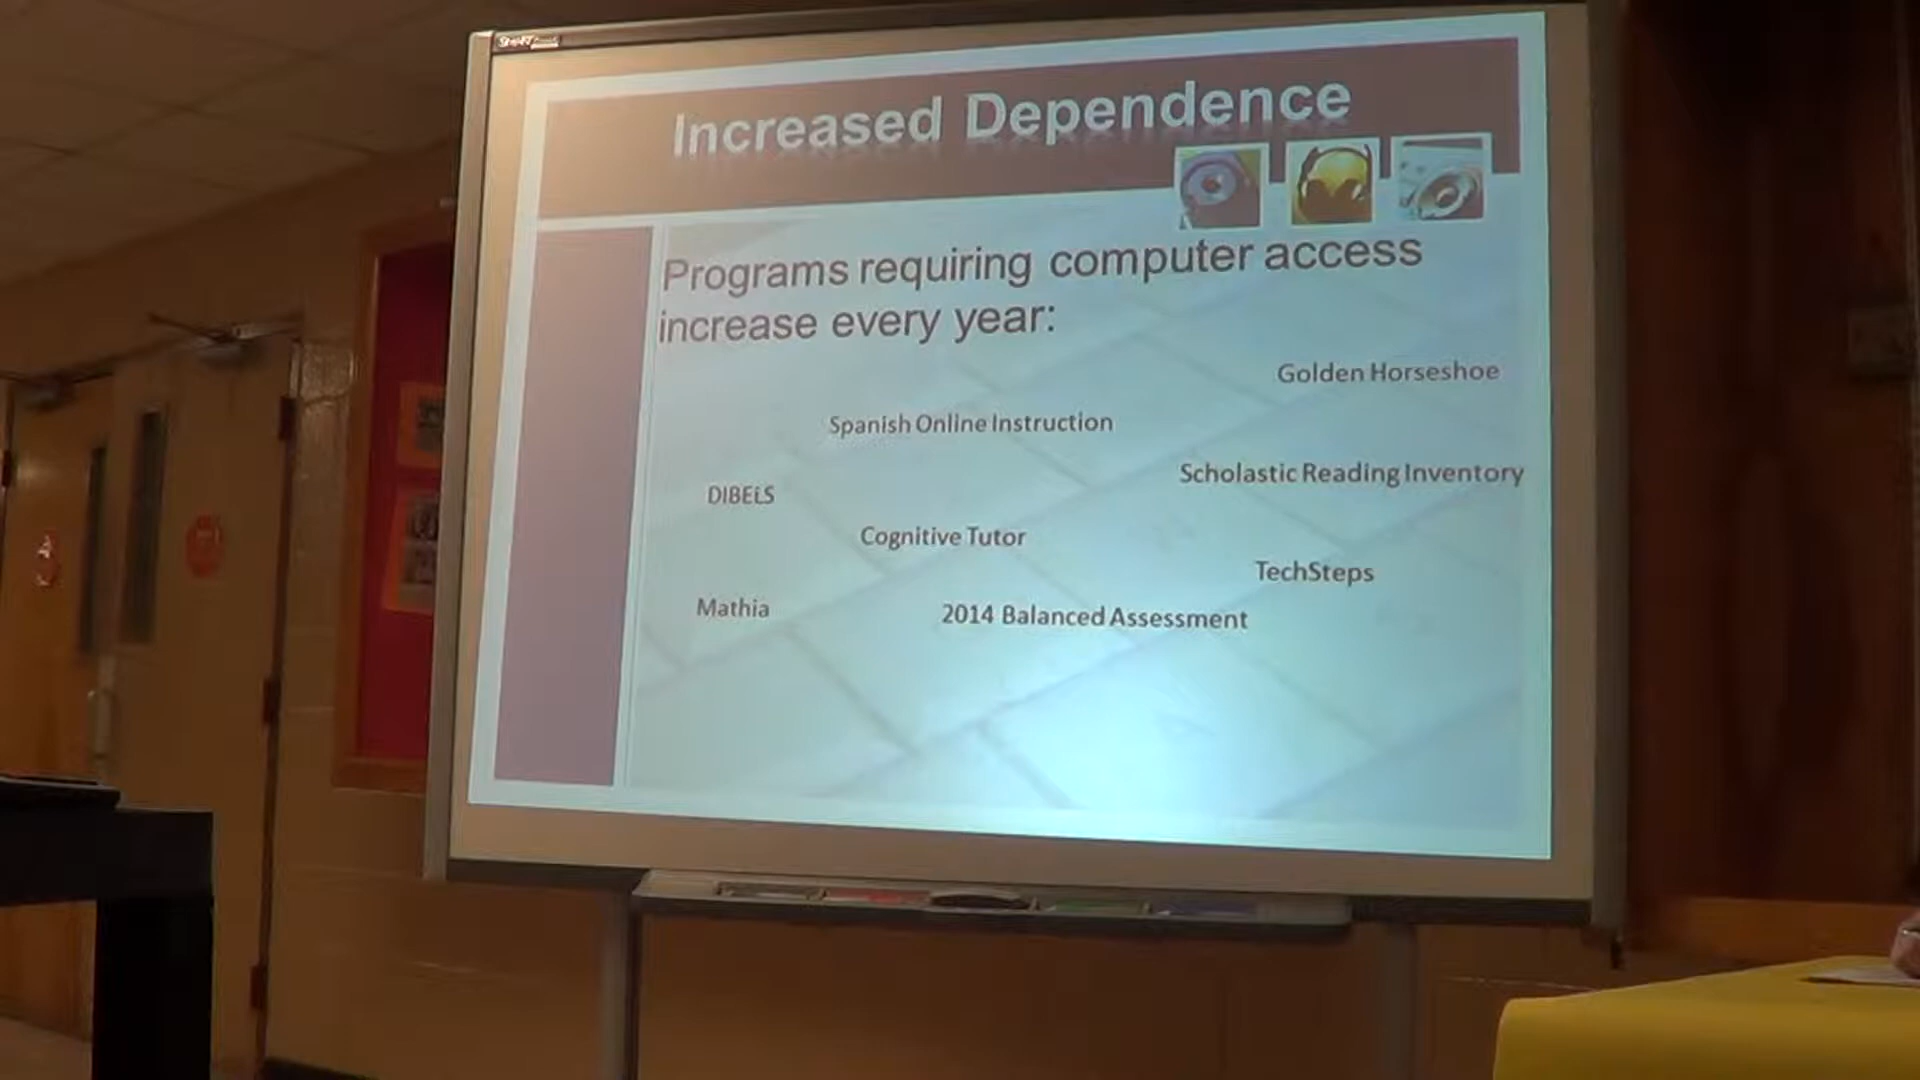 SMART
Increased Dependence
Programs requiring computer access
increase every year:
Golden Horseshoe
Spanish Online Instruction
Scholastic Reading Inventory
DIBELS
Cognitive Tutor
TechSteps
Mathia
2014 Balanced Assessment